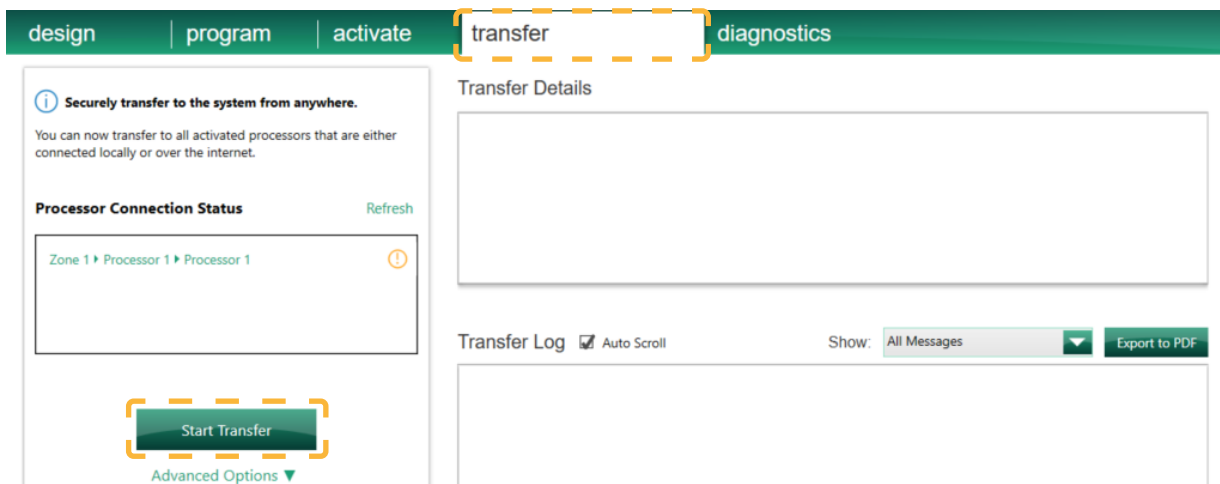 design program activate transfer diagnostics
Securely transfer to the system from anywhere.
You can now transfer to all activated processors that are either
connected locally or over the internet.
Processor Connection Status Refresh
Zone 1 Processor 1 Processor 1
Start Transfer
Advanced Options
Transfer Details
Transfer Log Auto Scroll Show: All Messages Export to PDF